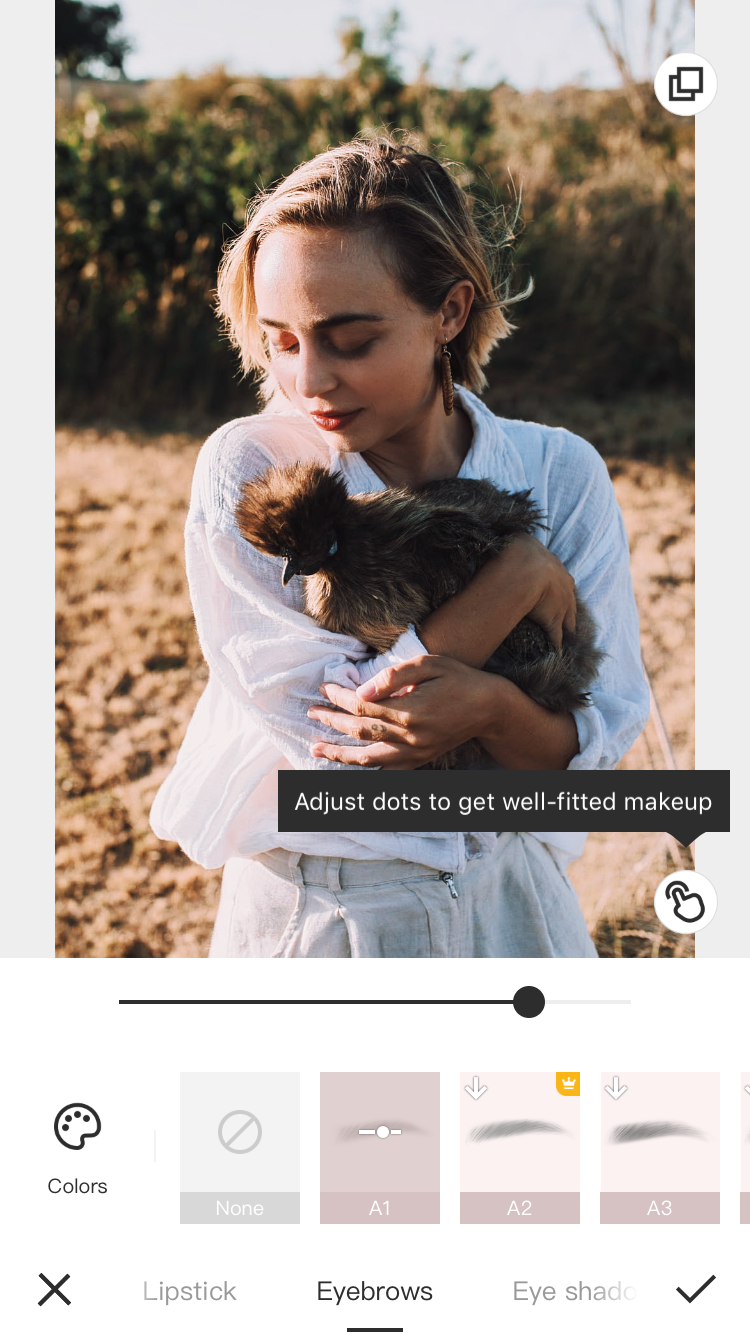 Adjust dots to get well-fitted makeup
Colors
None
A1
A2
A3
Lipstick
Eyebrows
Eye shado